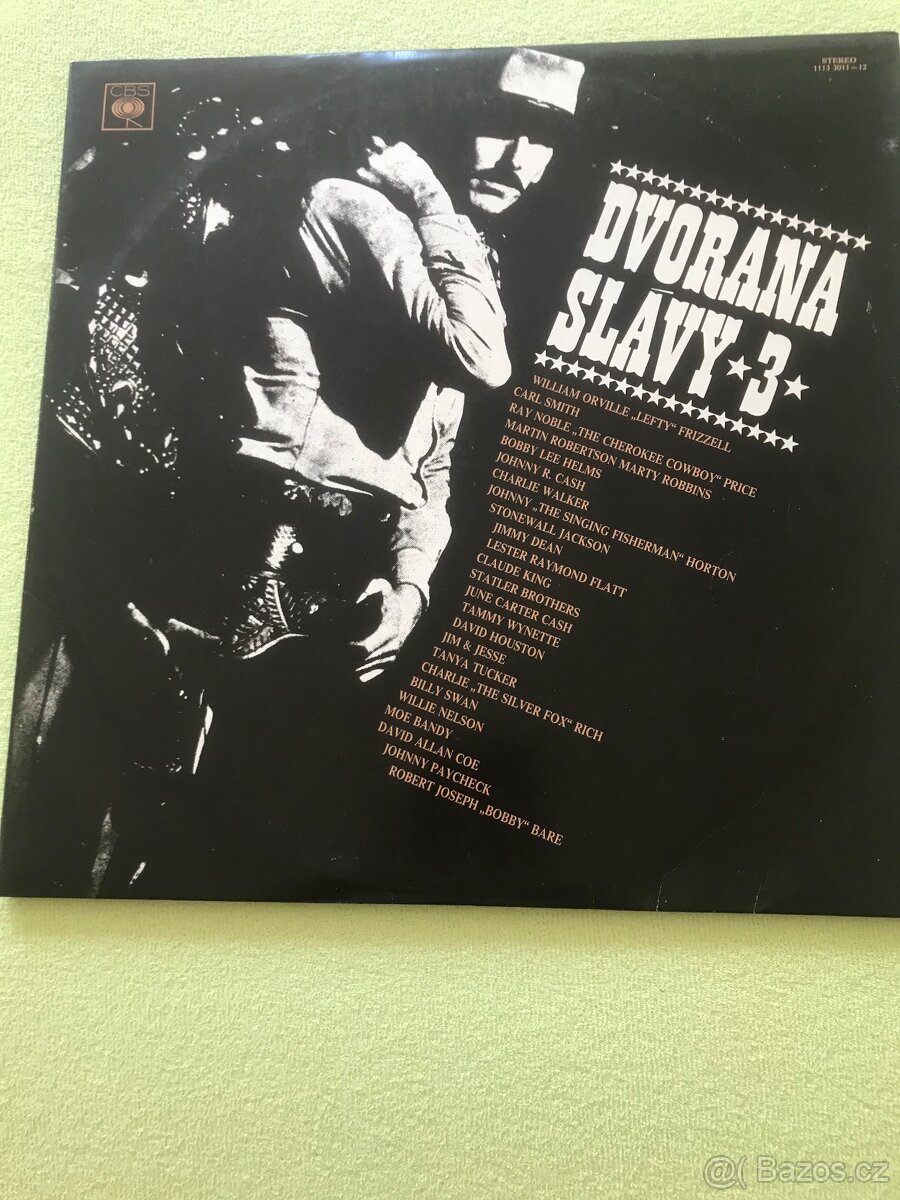 CBS
STEREO
1113 3011–12
DVORANA
SLÁVY ★ 3 ★
WILLIAM ORVILLE „LEFTY“ FRIZZELL
CARL SMITH
RAY NOBLE „THE CHEROKEE COWBOY“ PRICE
MARTIN ROBERTSON MARTY ROBBINS
BOBBY LEE HELMS
JOHNNY R. CASH
CHARLIE WALKER
JOHNNY „THE SINGING FISHERMAN“ HORTON
STONEWALL JACKSON
JIMMY DEAN
LESTER RAYMOND FLATT
CLAUDE KING
STATLER BROTHERS
JUNE CARTER CASH
TAMMY WYNETTE
DAVID HOUSTON
JIM & JESSE
TANYA TUCKER
CHARLIE „THE SILVER FOX“ RICH
BILLY SWAN
WILLIE NELSON
MOE BANDY
DAVID ALLAN COE
JOHNNY PAYCHECK
ROBERT JOSEPH „BOBBY“ BARE
@ Bazos.cz